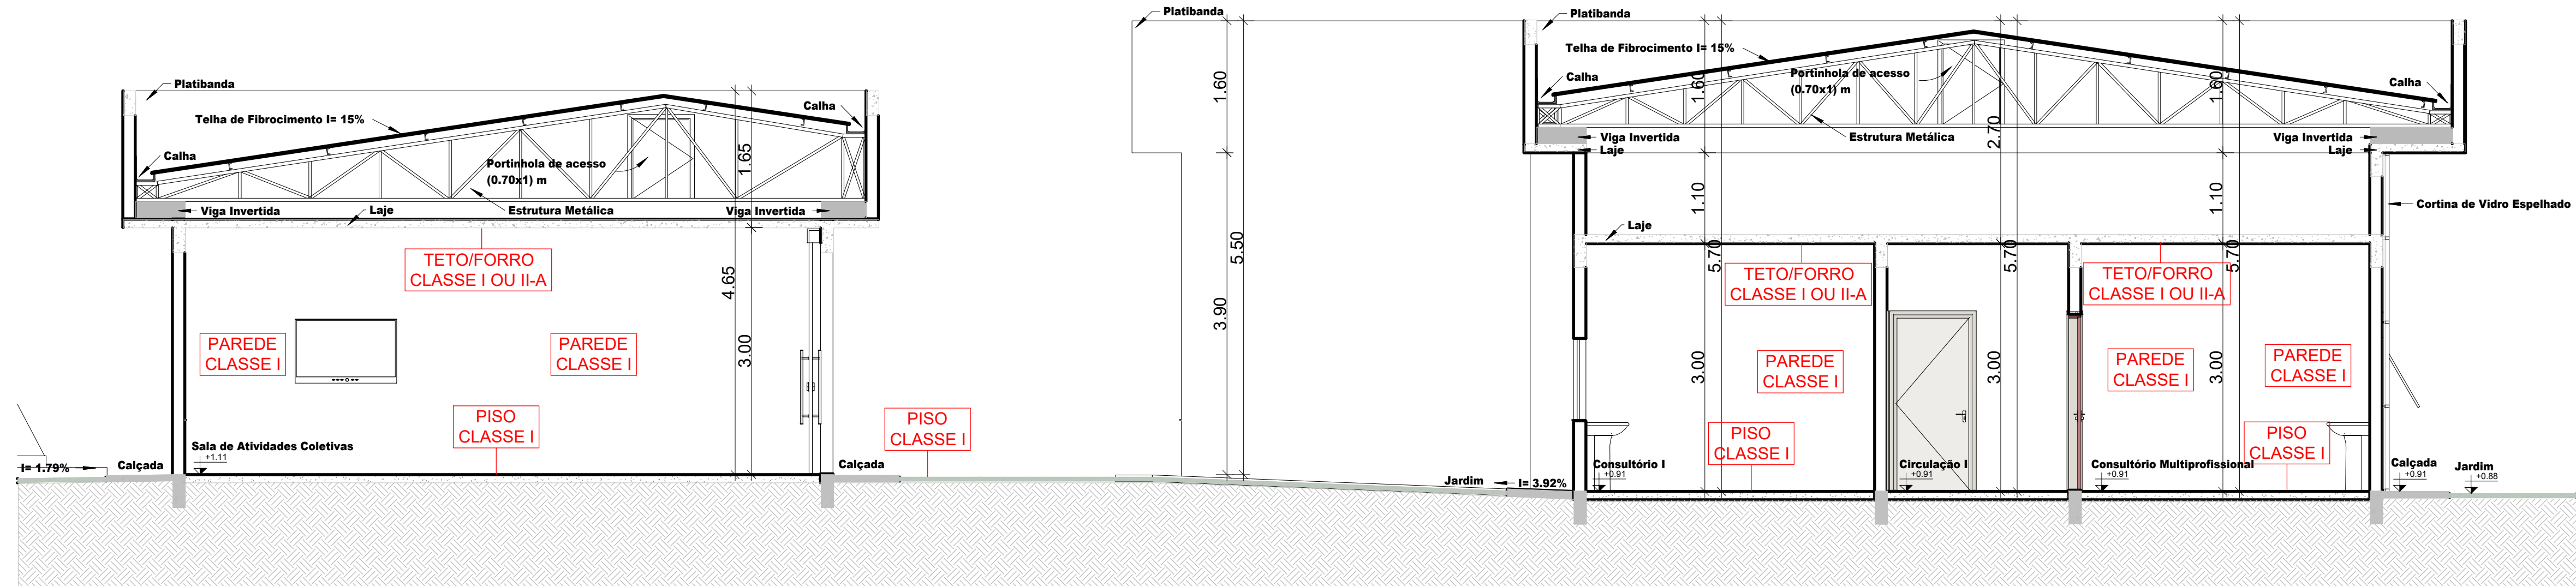 Platibanda
Telha de Fibrocimento I= 15%
Calha
Calha
Portinhola de acesso
(0.70x1) m
Viga Invertida
Laje
Estrutura Metálica
Viga Invertida
1.65
4.65
3.00
TETO/FORRO
CLASSE I OU II-A
PAREDE
CLASSE I
PAREDE
CLASSE I
PISO
CLASSE I
Sala de Atividades Coletivas
+1.11
I= 1.79%
Calçada
Calçada
PISO
CLASSE I
Platibanda
1.60
5.50
3.90
Jardim
I= 3.92%
Platibanda
Telha de Fibrocimento I= 15%
Calha
Portinhola de acesso
(0.70x1) m
Calha
1.60
1.60
2.70
Viga Invertida
Estrutura Metálica
Viga Invertida
Laje
Laje
1.10
1.10
Cortina de Vidro Espelhado
Laje
5.70
5.70
5.70
TETO/FORRO
CLASSE I OU II-A
TETO/FORRO
CLASSE I OU II-A
3.00
3.00
3.00
PAREDE
CLASSE I
PAREDE
CLASSE I
PAREDE
CLASSE I
PISO
CLASSE I
PISO
CLASSE I
Consultório I
+0.91
Circulação I
+0.91
Consultório Multiprofissional
+0.91
Calçada
+0.91
Jardim
+0.88